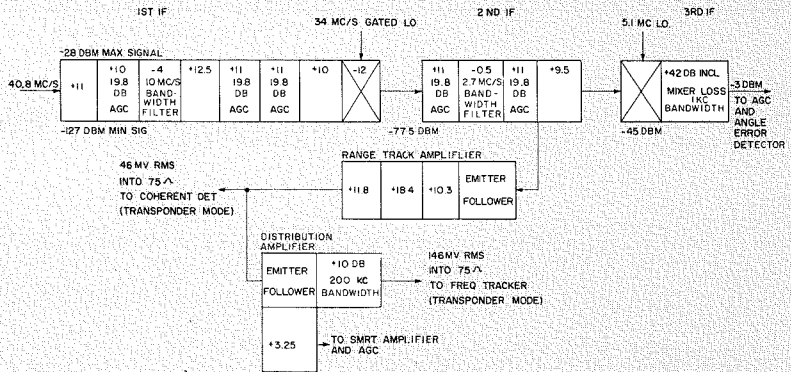 1ST IF
34 MC/S GATED LO
2 ND IF
5.1 MC LO.
3RD IF
-28 DBM MAX SIGNAL
40.8 MC/S
+11
+10
19.8
DB
AGC
-4
10 MC/S
BAND-
WIDTH
FILTER
+12.5
+11
19.8
DB
AGC
+11
19.8
DB
AGC
+10
-12
-127 DBM MIN SIG
-77.5 DBM
+11
19.8
DB
AGC
-0.5
2.7 MC/S
BAND-
WIDTH
FILTER
+11
19.8
DB
AGC
+9.5
-45 DBM
+42 DB INCL
MIXER LOSS
1 KC
BANDWIDTH
-3 DBM
TO AGC
AND
ANGLE
ERROR
DETECTOR
RANGE TRACK AMPLIFIER
+11.8
+18.4
+10.3
EMITTER
FOLLOWER
46 MV RMS
INTO 75 Ω
TO COHERENT DET
(TRANSPONDER MODE)
DISTRIBUTION
AMPLIFIER
EMITTER
FOLLOWER
+10 DB
200 KC
BANDWIDTH
146 MV RMS
INTO 75 Ω
TO FREQ TRACKER
(TRANSPONDER MODE)
+3.25
TO SMRT AMPLIFIER
AND AGC